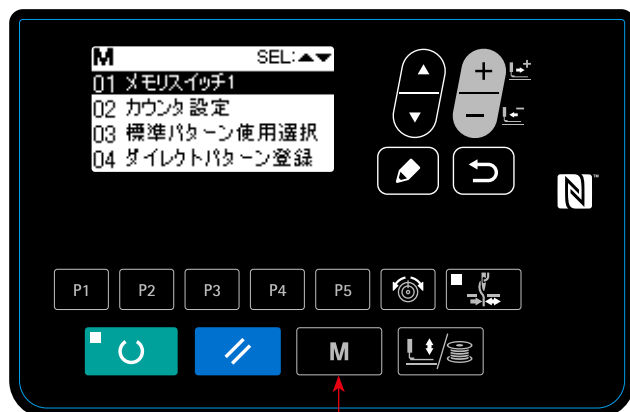 M SEL:▲▼
01 メモリスイッチ1
02 カウンタ設定
03 標準パターン使用選択
04 ダイレクトパターン登録
P1 P2 P3 P4 P5
M